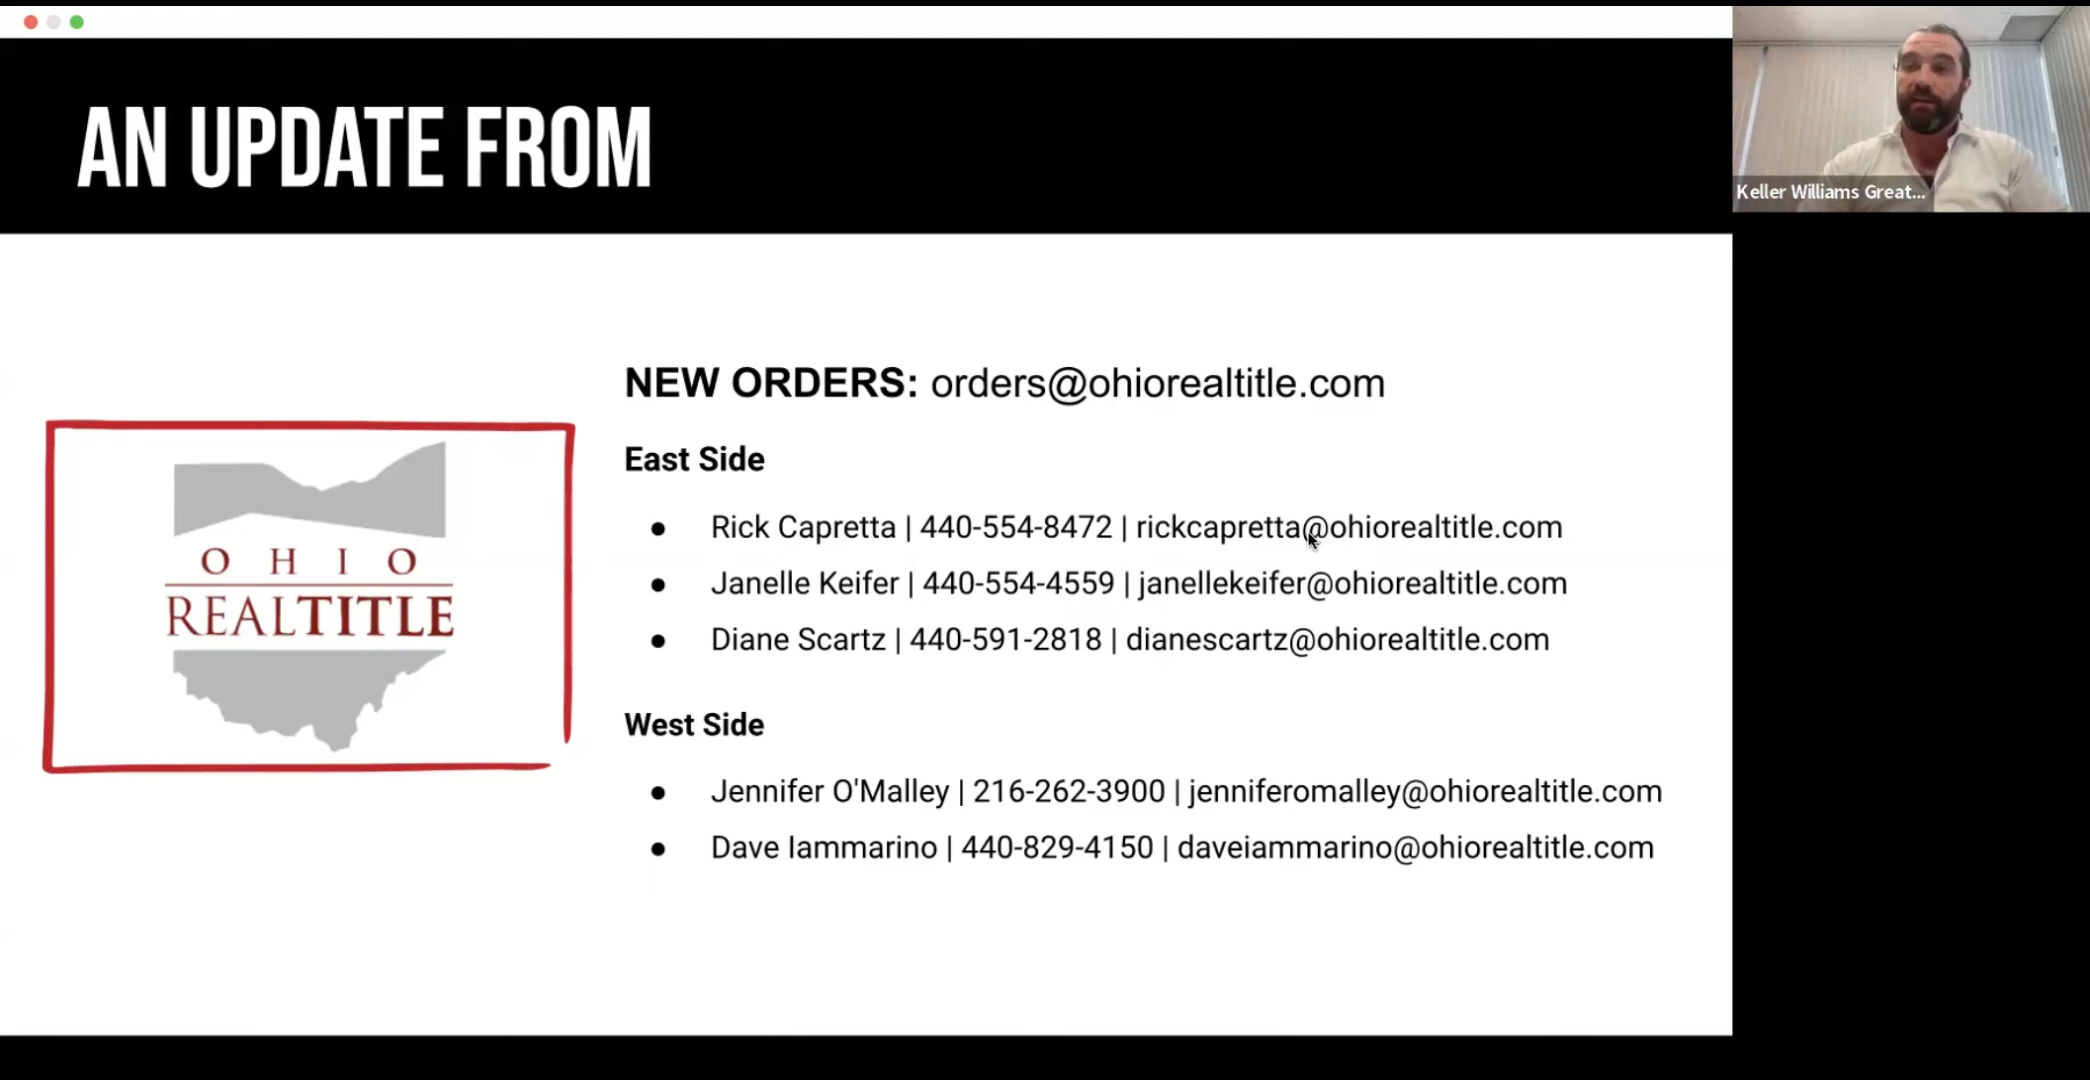 AN UPDATE FROM
Keller Williams Great...
NEW ORDERS: orders@ohiorealtitle.com
East Side
● Rick Capretta | 440-554-8472 | rickcapretta@ohiorealtitle.com
● Janelle Keifer | 440-554-4559 | janellekeifer@ohiorealtitle.com
● Diane Scartz | 440-591-2818 | dianescartz@ohiorealtitle.com
West Side
● Jennifer O'Malley | 216-262-3900 | jenniferomalley@ohiorealtitle.com
● Dave Iammarino | 440-829-4150 | daveiammarino@ohiorealtitle.com
OHIO
REALTITLE